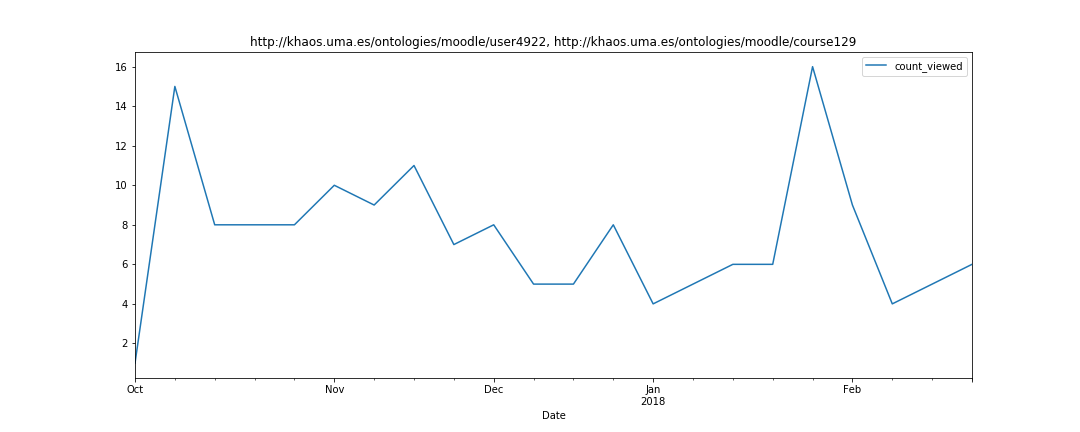 http://khaos.uma.es/ontologies/moodle/user4922, http://khaos.uma.es/ontologies/moodle/course129
count_viewed
16
14
12
10
8
6
4
2
Oct
Nov
Dec
Jan
2018
Feb
Date